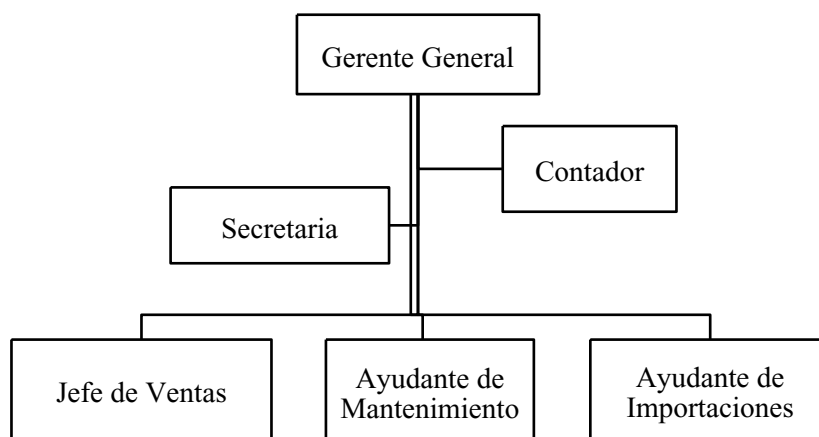 Gerente General
Contador
Secretaria
Jefe de Ventas
Ayudante de
Mantenimiento
Ayudante de
Importaciones